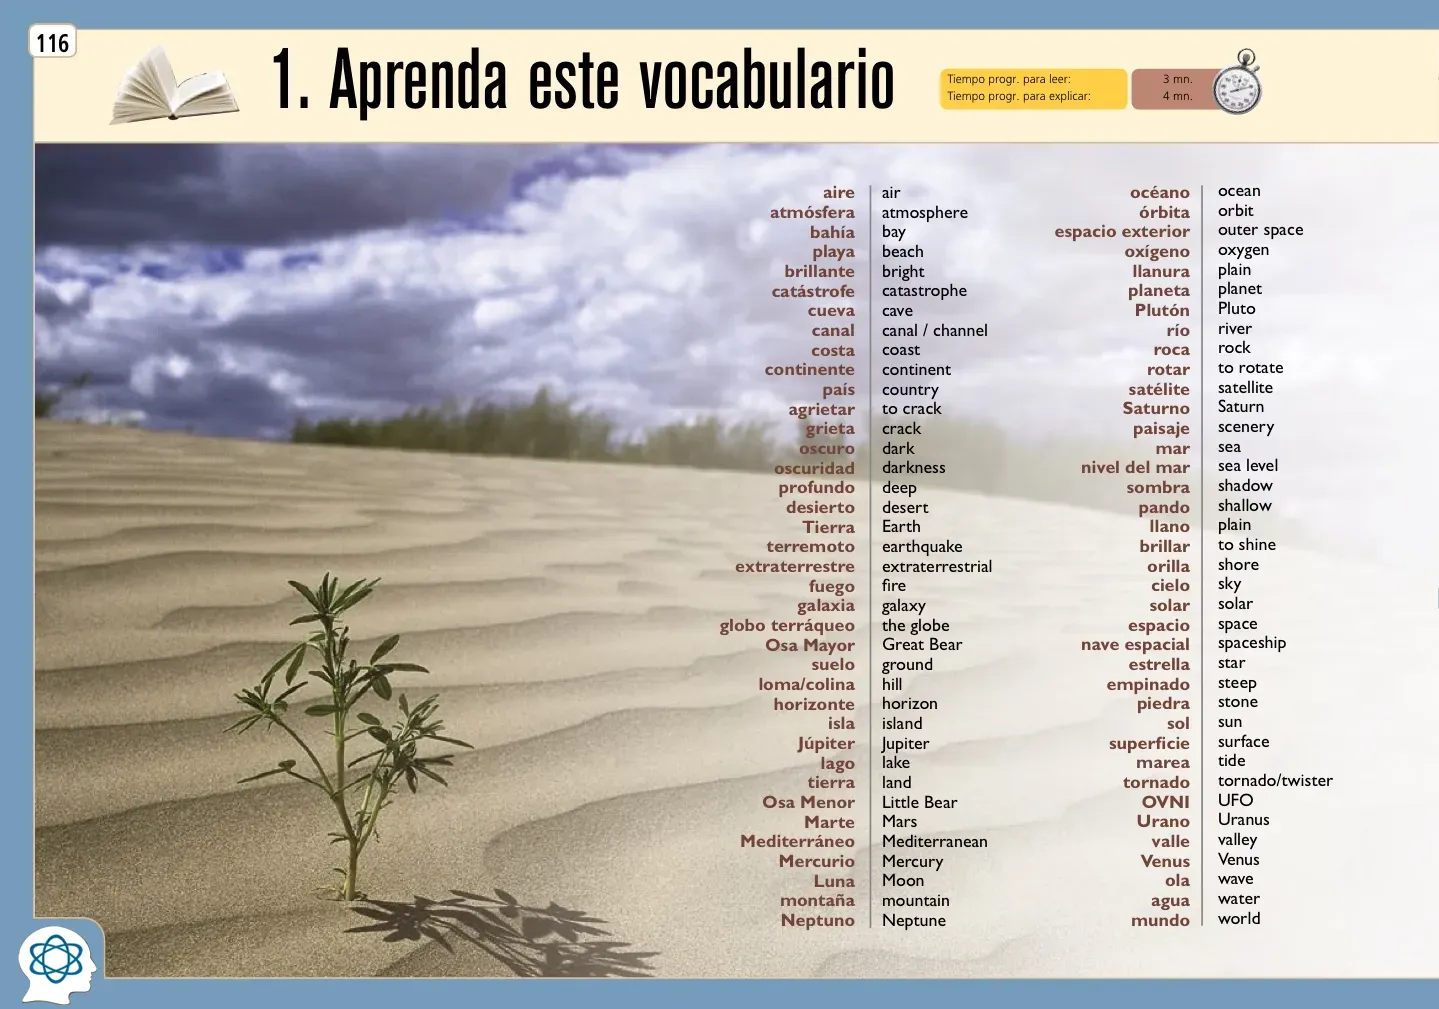 116
1. Aprenda este vocabulario
Tiempo progr. para leer: 3 mn.
Tiempo progr. para explicar: 4 mn.
aire air
atmósfera atmosphere
bahía bay
playa beach
brillante bright
catástrofe catastrophe
cueva cave
canal canal / channel
costa coast
continente continent
país country
agrietar to crack
grieta crack
oscuro dark
oscuridad darkness
profundo deep
desierto desert
Tierra Earth
terremoto earthquake
extraterrestre extraterrestrial
fuego fire
galaxia galaxy
globo terráqueo the globe
Osa Mayor Great Bear
suelo ground
loma/colina hill
horizonte horizon
isla island
Júpiter Jupiter
lago lake
tierra land
Osa Menor Little Bear
Marte Mars
Mediterráneo Mediterranean
Mercurio Mercury
Luna Moon
montaña mountain
Neptuno Neptune
océano ocean
órbita orbit
espacio exterior outer space
oxígeno oxygen
llanura plain
planeta planet
Plutón Pluto
río river
roca rock
rotar to rotate
satélite satellite
Saturno Saturn
paisaje scenery
mar sea
nivel del mar sea level
sombra shadow
pando shallow
llano plain
brillar to shine
orilla shore
cielo sky
solar solar
espacio space
nave espacial spaceship
estrella star
empinado steep
piedra stone
sol sun
superficie surface
marea tide
tornado tornado/twister
OVNI UFO
Urano Uranus
valle valley
Venus Venus
ola wave
agua water
mundo world